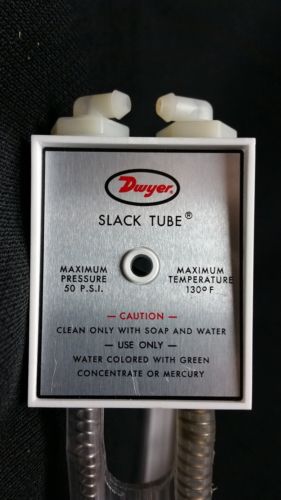 Dwyer®
SLACK TUBE®
MAXIMUM PRESSURE 50 P.S.I.
MAXIMUM TEMPERATURE 130° F
— CAUTION —
CLEAN ONLY WITH SOAP AND WATER
— USE ONLY —
WATER COLORED WITH GREEN
CONCENTRATE OR MERCURY